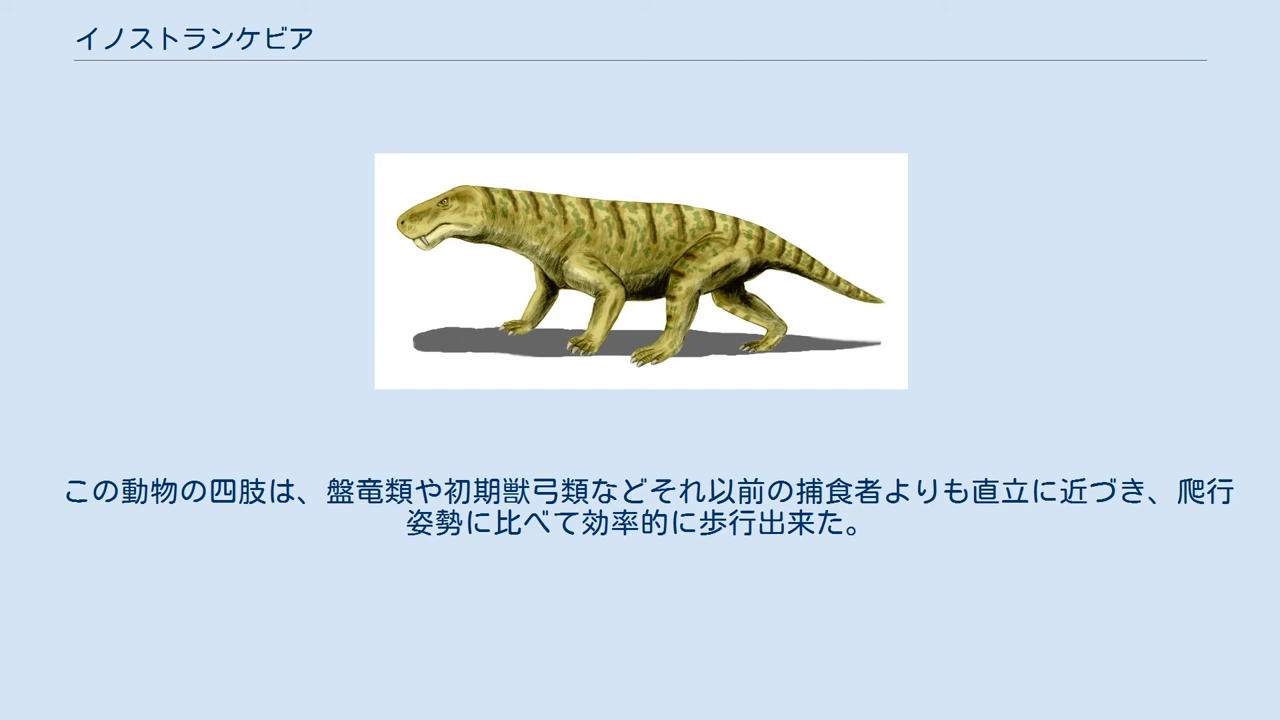 イノストランケビア
この動物の四肢は、盤竜類や初期獣弓類などそれ以前の捕食者よりも直立に近づき、爬行
姿勢に比べて効率的に歩行出来た。